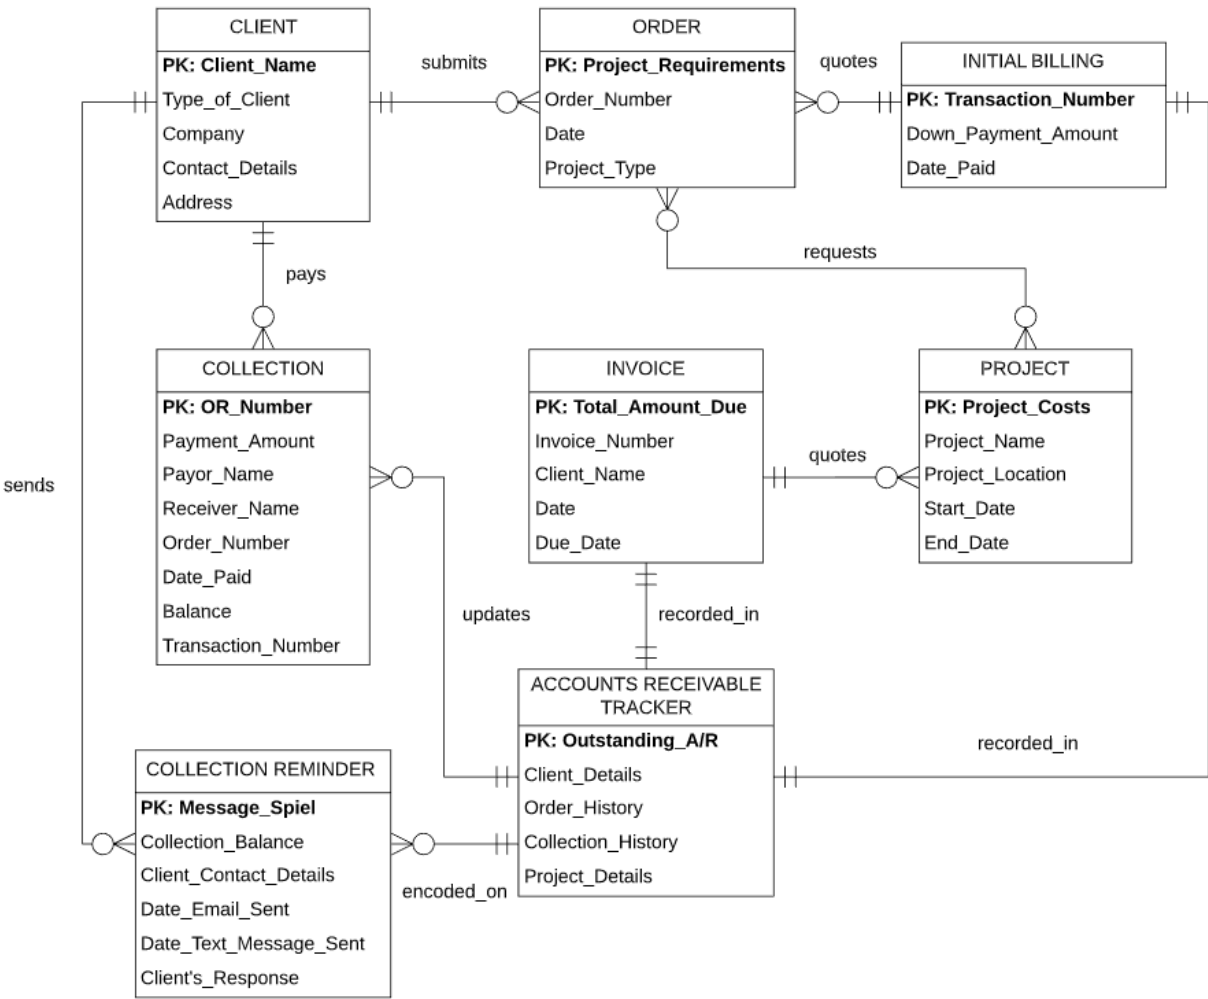 CLIENT
PK: Client_Name
Type_of_Client
Company
Contact_Details
Address
submits
ORDER
PK: Project_Requirements
Order_Number
Date
Project_Type
quotes
INITIAL BILLING
PK: Transaction_Number
Down_Payment_Amount
Date_Paid
pays
requests
COLLECTION
PK: OR_Number
Payment_Amount
Payor_Name
Receiver_Name
Order_Number
Date_Paid
Balance
Transaction_Number
INVOICE
PK: Total_Amount_Due
Invoice_Number
Client_Name
Date
Due_Date
quotes
PROJECT
PK: Project_Costs
Project_Name
Project_Location
Start_Date
End_Date
sends
updates
recorded_in
ACCOUNTS RECEIVABLE
TRACKER
PK: Outstanding_A/R
Client_Details
Order_History
Collection_History
Project_Details
recorded_in
COLLECTION REMINDER
PK: Message_Spiel
Collection_Balance
Client_Contact_Details
Date_Email_Sent
Date_Text_Message_Sent
Client's_Response
encoded_on